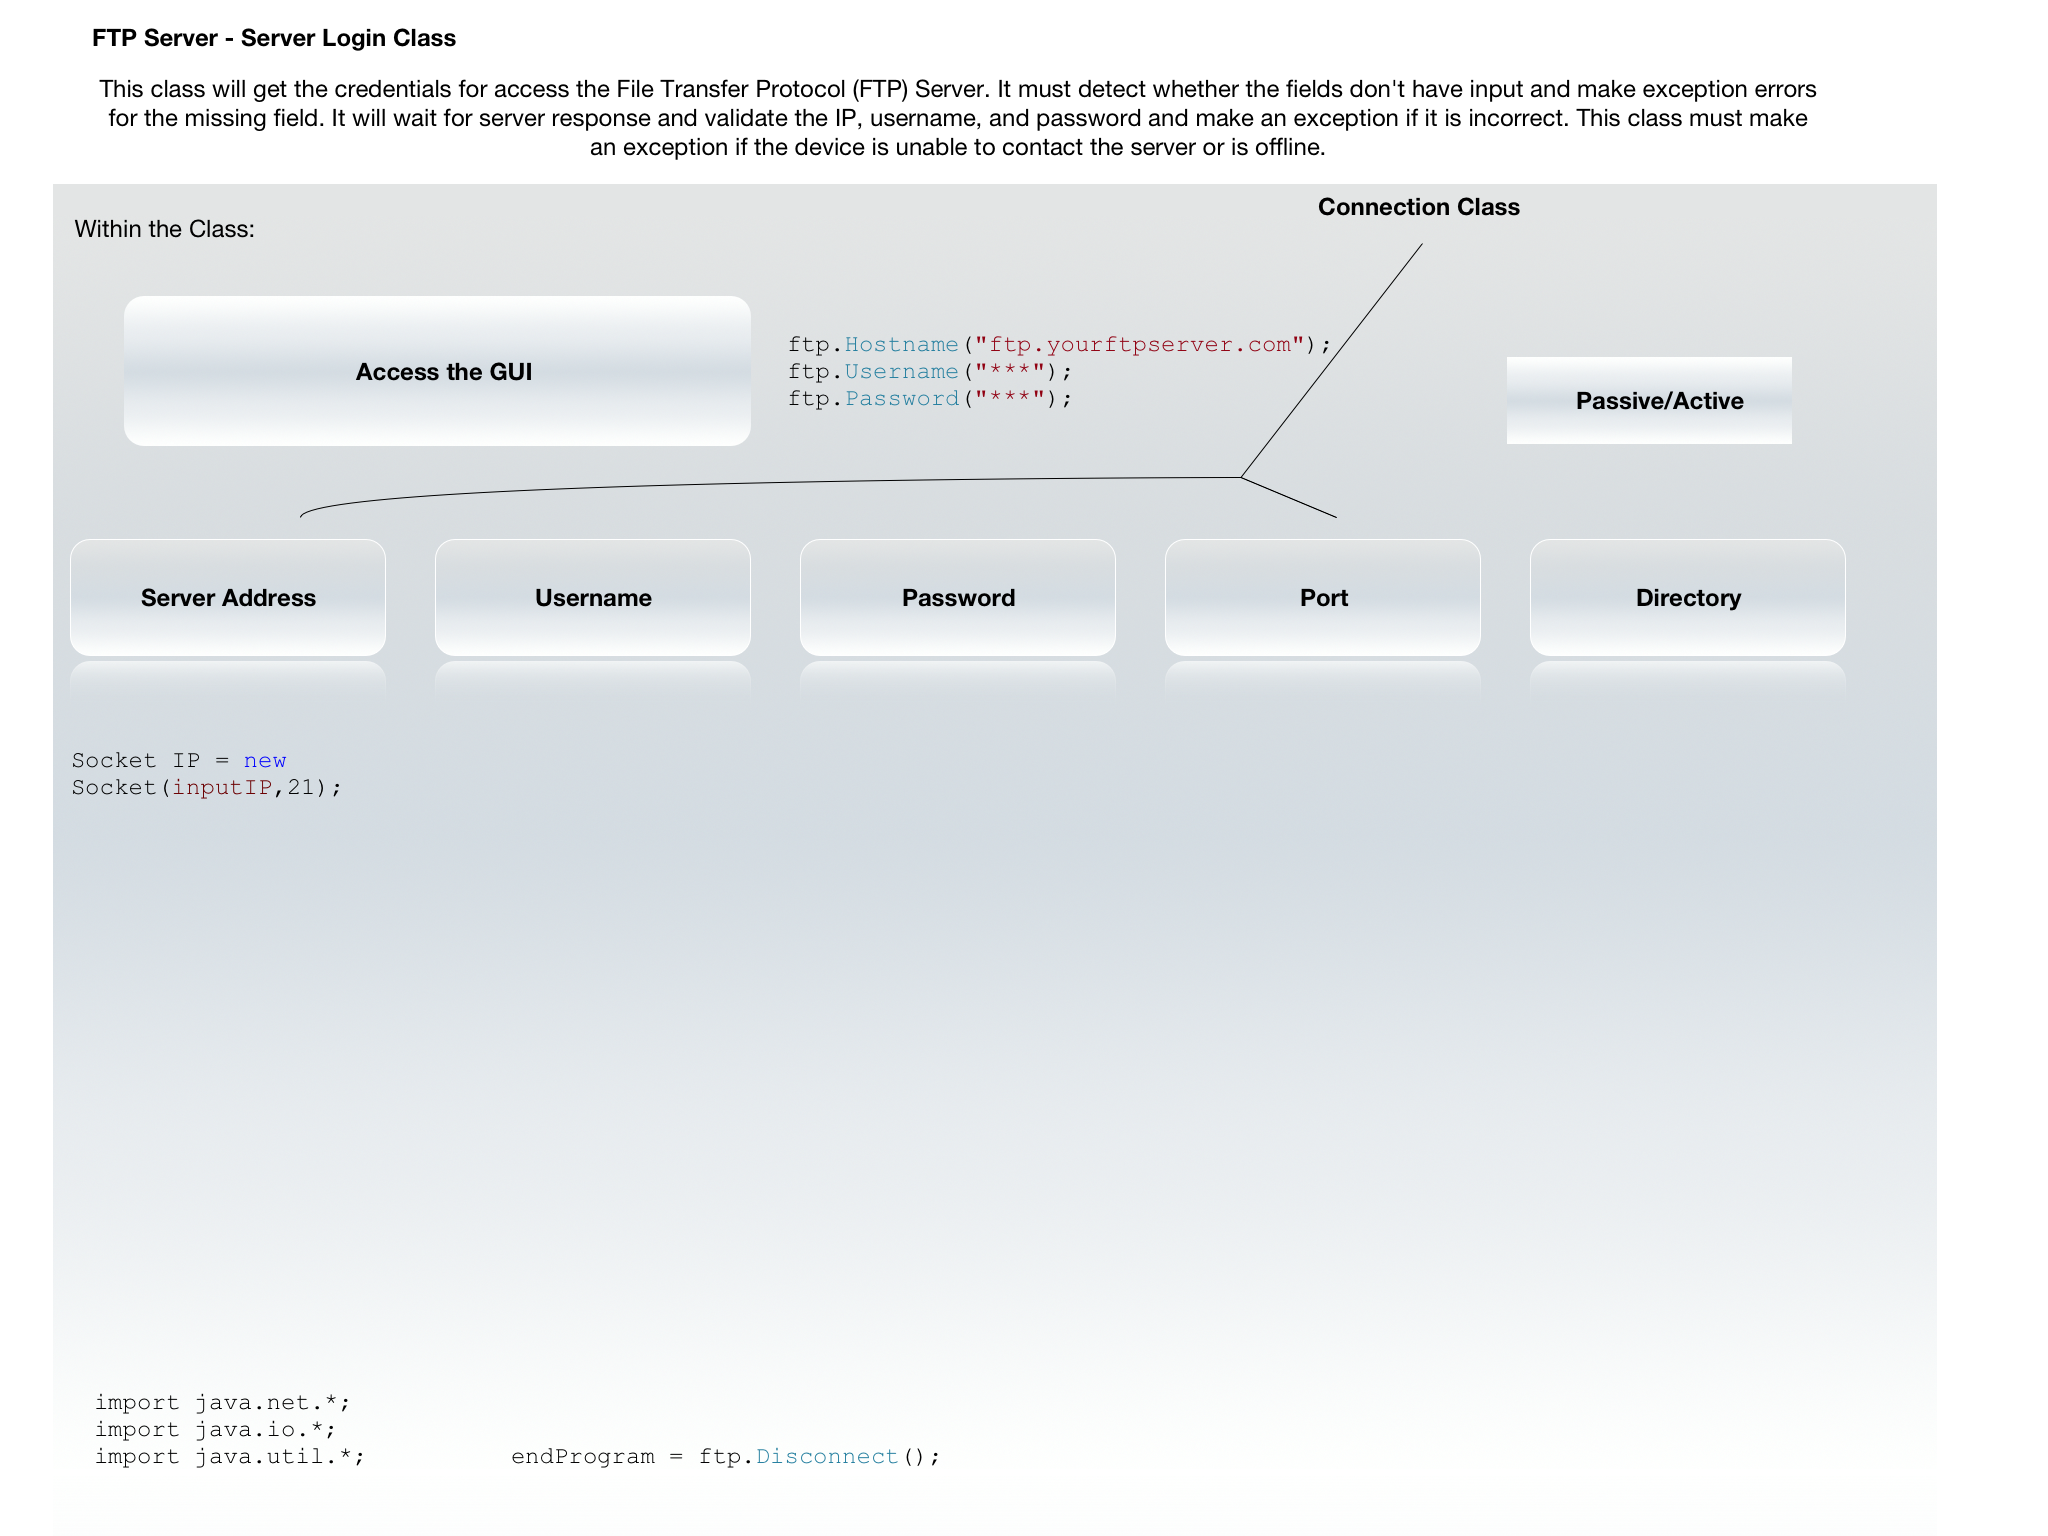 FTP Server - Server Login Class
This class will get the credentials for access the File Transfer Protocol (FTP) Server. It must detect whether the fields don't have input and make exception errors
for the missing field. It will wait for server response and validate the IP, username, and password and make an exception if it is incorrect. This class must make
an exception if the device is unable to contact the server or is offline.
Connection Class
Within the Class:
Access the GUI
ftp.Hostname("ftp.yourftpserver.com");
ftp.Username("***");
ftp.Password("***");
Passive/Active
Server Address
Username
Password
Port
Directory
Socket IP = new
Socket(inputIP,21);
import java.net.*;
import java.io.*;
import java.util.*;
endProgram = ftp.Disconnect();